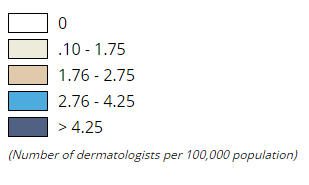 0
.10 - 1.75
1.76 - 2.75
2.76 - 4.25
> 4.25
(Number of dermatologists per 100,000 population)